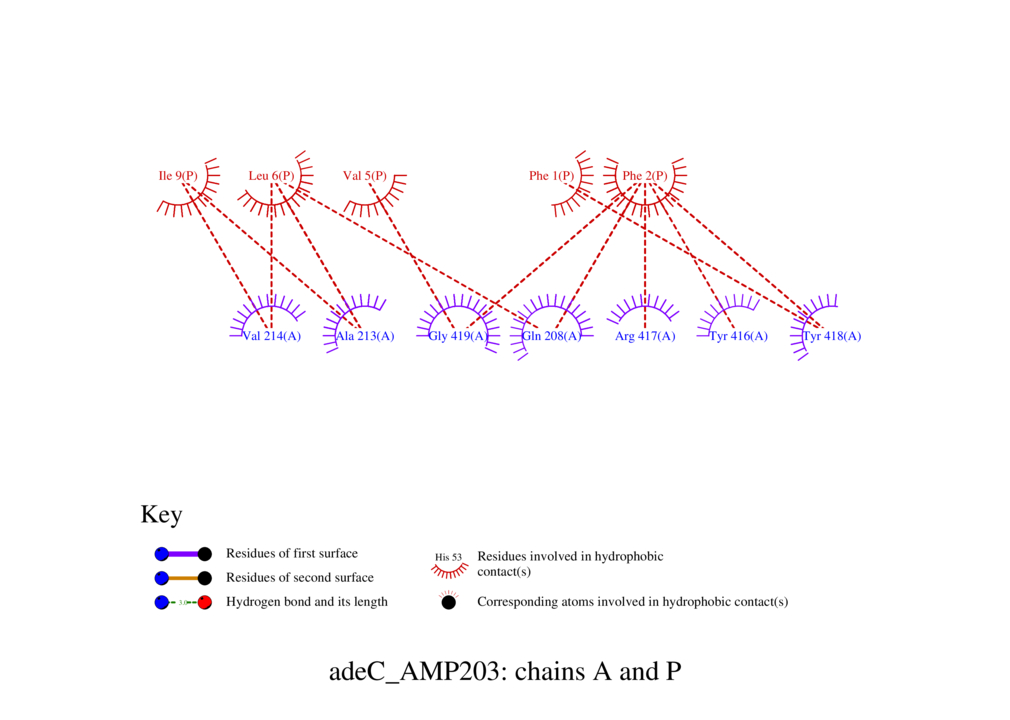 Ile 9(P) Leu 6(P) Val 5(P) Phe 1(P) Phe 2(P)
Val 214(A) Ala 213(A) Gly 419(A) Gln 208(A) Arg 417(A) Tyr 416(A) Tyr 418(A)
Key
Residues of first surface
Residues of second surface
3.0
Hydrogen bond and its length
His 53
Residues involved in hydrophobic
contact(s)
Corresponding atoms involved in hydrophobic contact(s)
adeC_AMP203: chains A and P